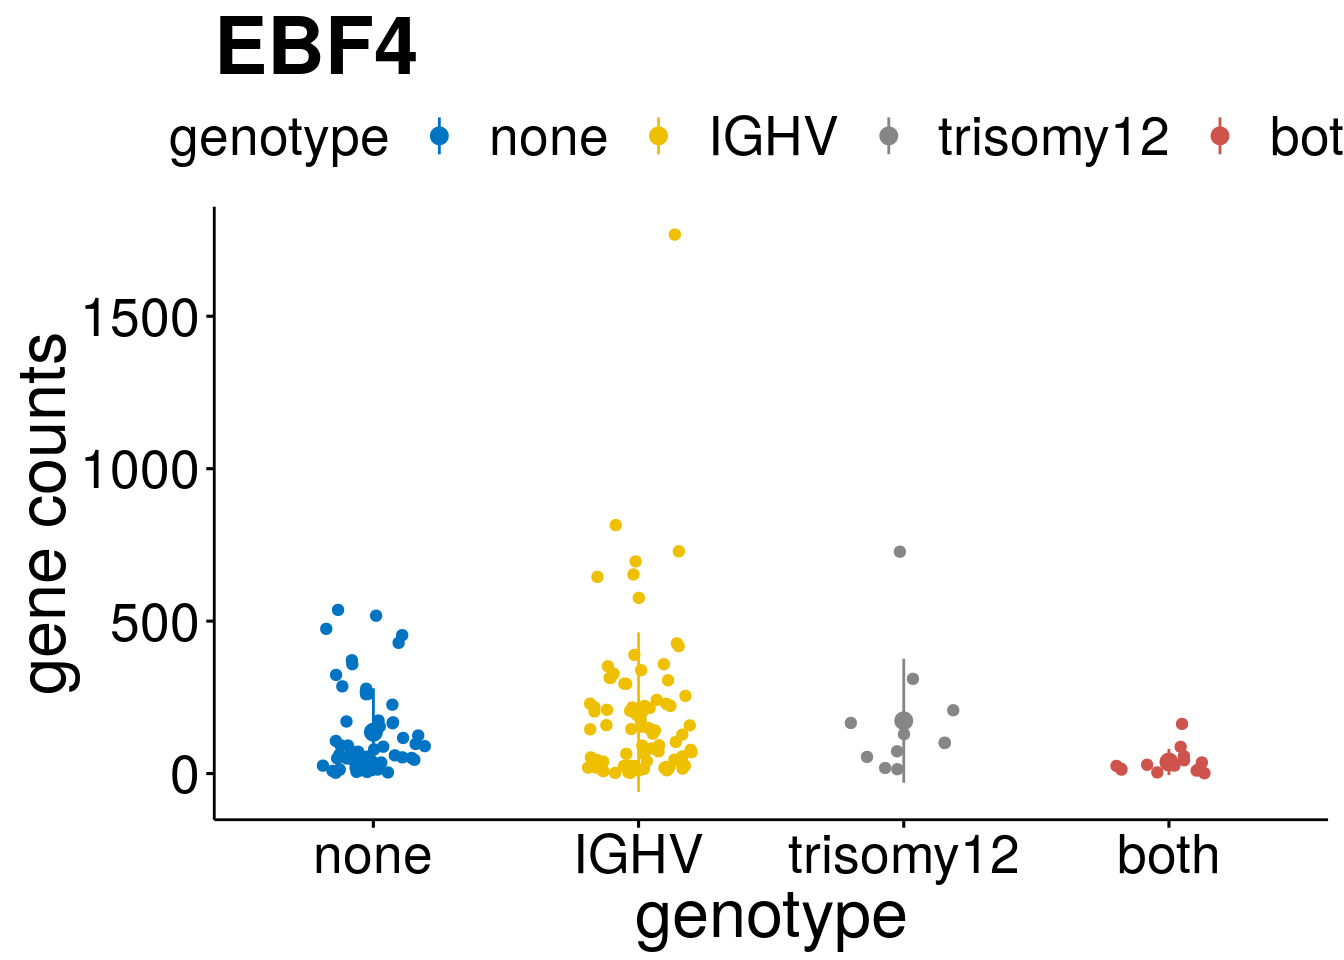 EBF4
genotype none IGHV trisomy12 bot
1500
1000
500
0
gene counts
none IGHV trisomy12 both
genotype